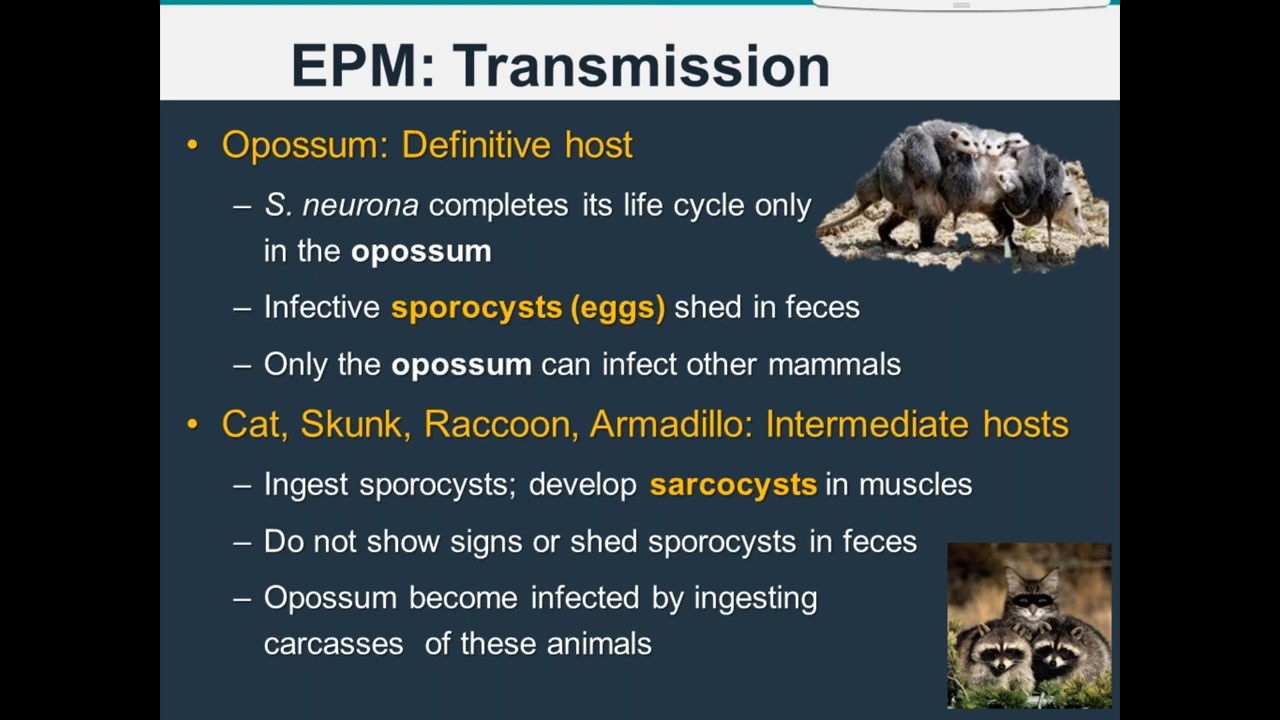 EPM: Transmission
• Opossum: Definitive host
– S. neurona completes its life cycle only
in the opossum
– Infective sporocysts (eggs) shed in feces
– Only the opossum can infect other mammals
• Cat, Skunk, Raccoon, Armadillo: Intermediate hosts
– Ingest sporocysts; develop sarcocysts in muscles
– Do not show signs or shed sporocysts in feces
– Opossum become infected by ingesting
carcasses of these animals